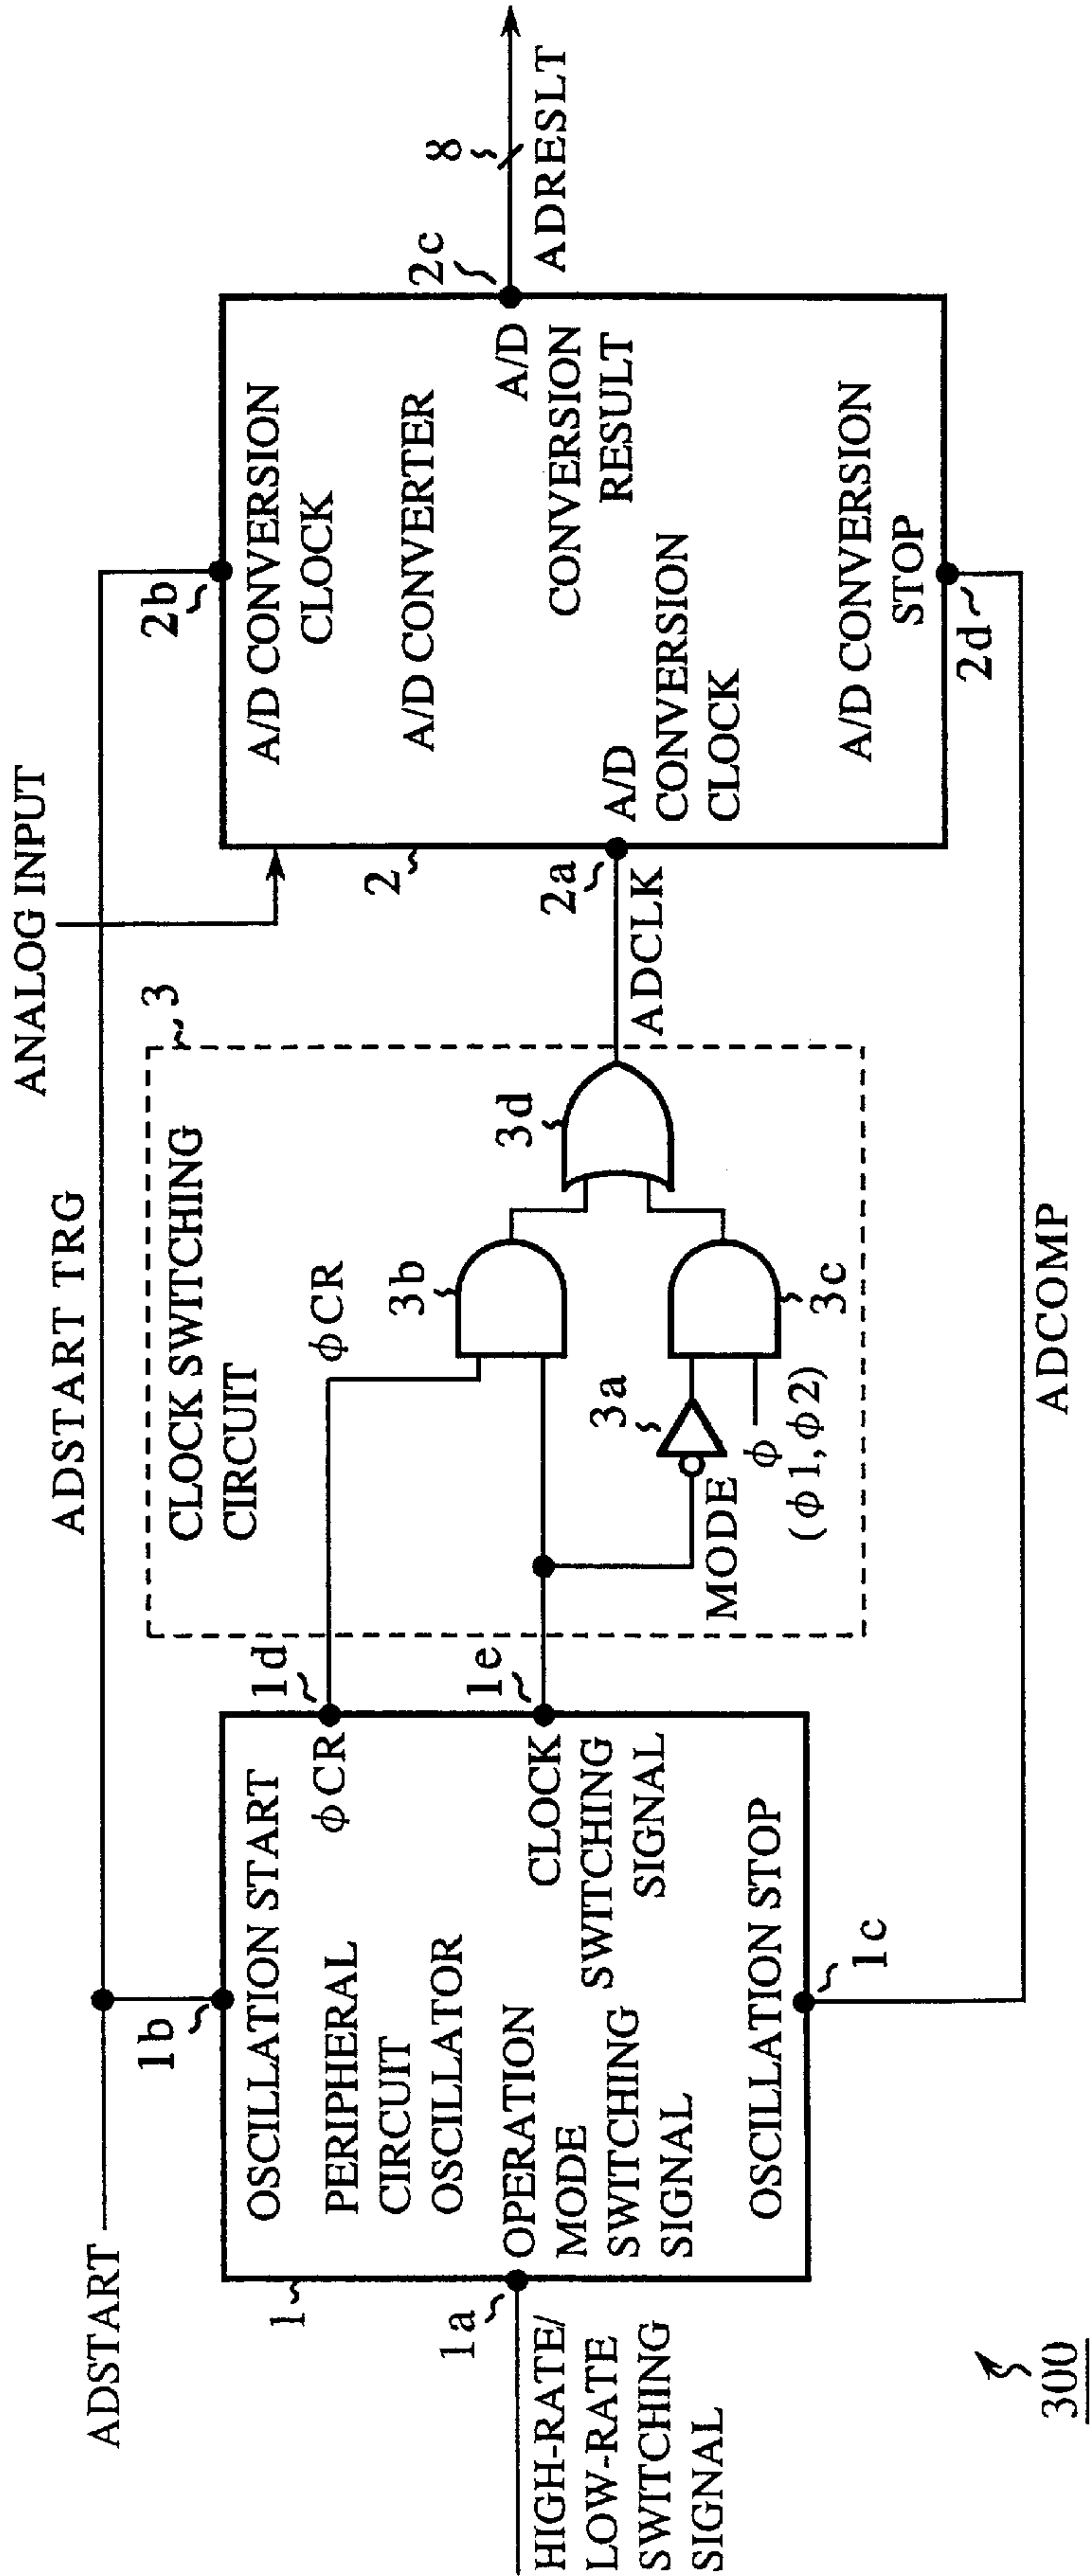 ADSTART
ADSTART TRG
ANALOG INPUT
HIGH-RATE/
LOW-RATE
SWITCHING
SIGNAL
1
1a
1b
1c
1d
1e
OSCILLATION START
PERIPHERAL
CIRCUIT
OSCILLATOR
OPERATION
MODE
SWITCHING
SIGNAL
φCR
CLOCK
SWITCHING
SIGNAL
OSCILLATION STOP
3
CLOCK SWITCHING
CIRCUIT
φCR
3b
3a
3c
3d
MODE
φ
(φ1, φ2)
ADCLK
2
2a
2b
2c
2d
A/D CONVERSION
CLOCK
A/D CONVERTER
A/D
CONVERSION
RESULT
A/D
CONVERSION
CLOCK
A/D CONVERSION
STOP
8
ADRESLT
ADCOMP
300